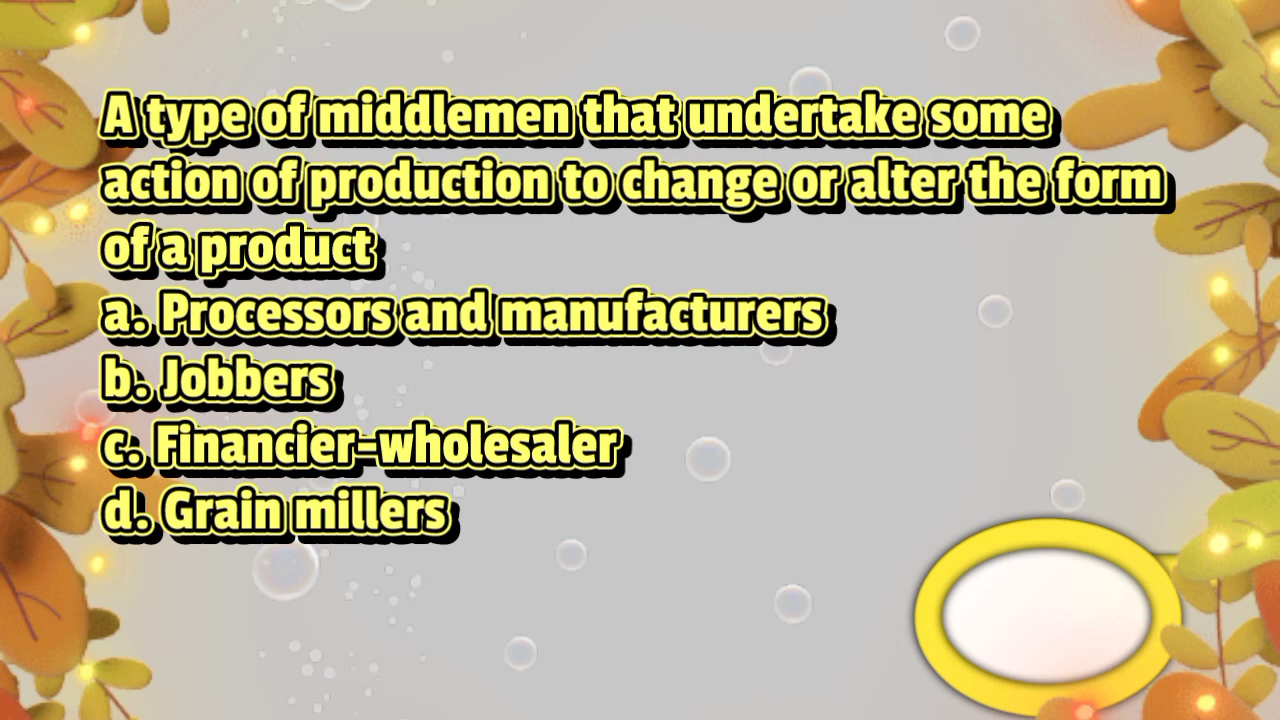 A type of middlemen that undertake some
action of production to change or alter the form
of a product
a. Processors and manufacturers
b. Jobbers
c. Financier-wholesaler
d. Grain millers